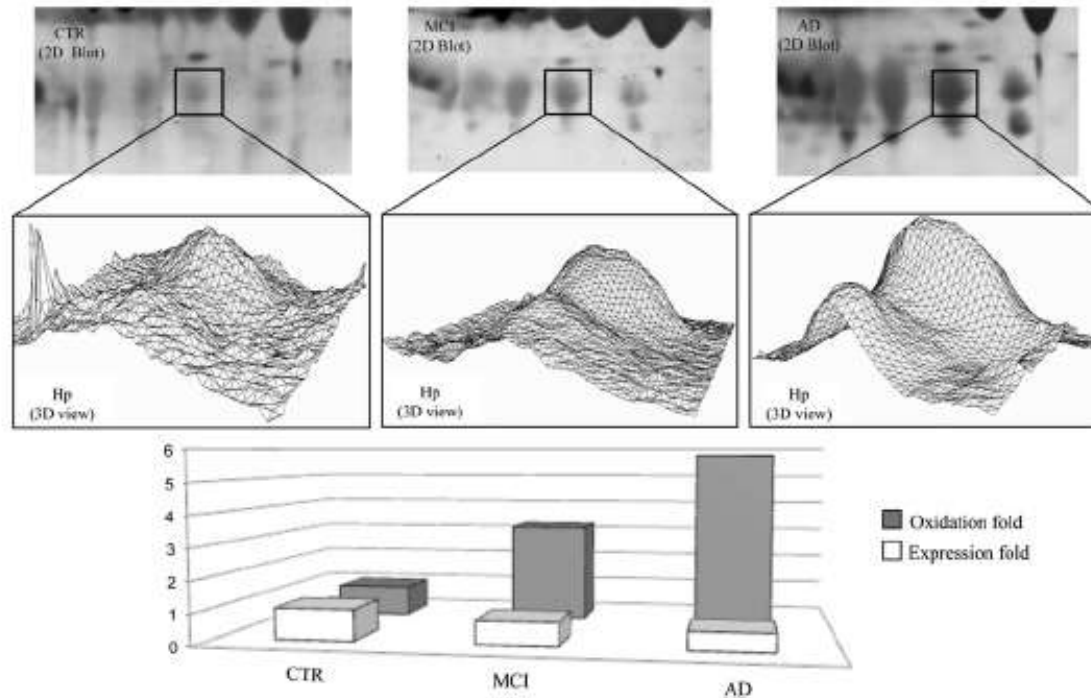 CTR
(2D Blot)
MCI
(2D Blot)
AD
(2D Blot)
Hp
(3D view)
Hp
(3D view)
Hp
(3D view)
6
5
4
3
2
1
0
CTR
MCI
AD
Oxidation fold
Expression fold